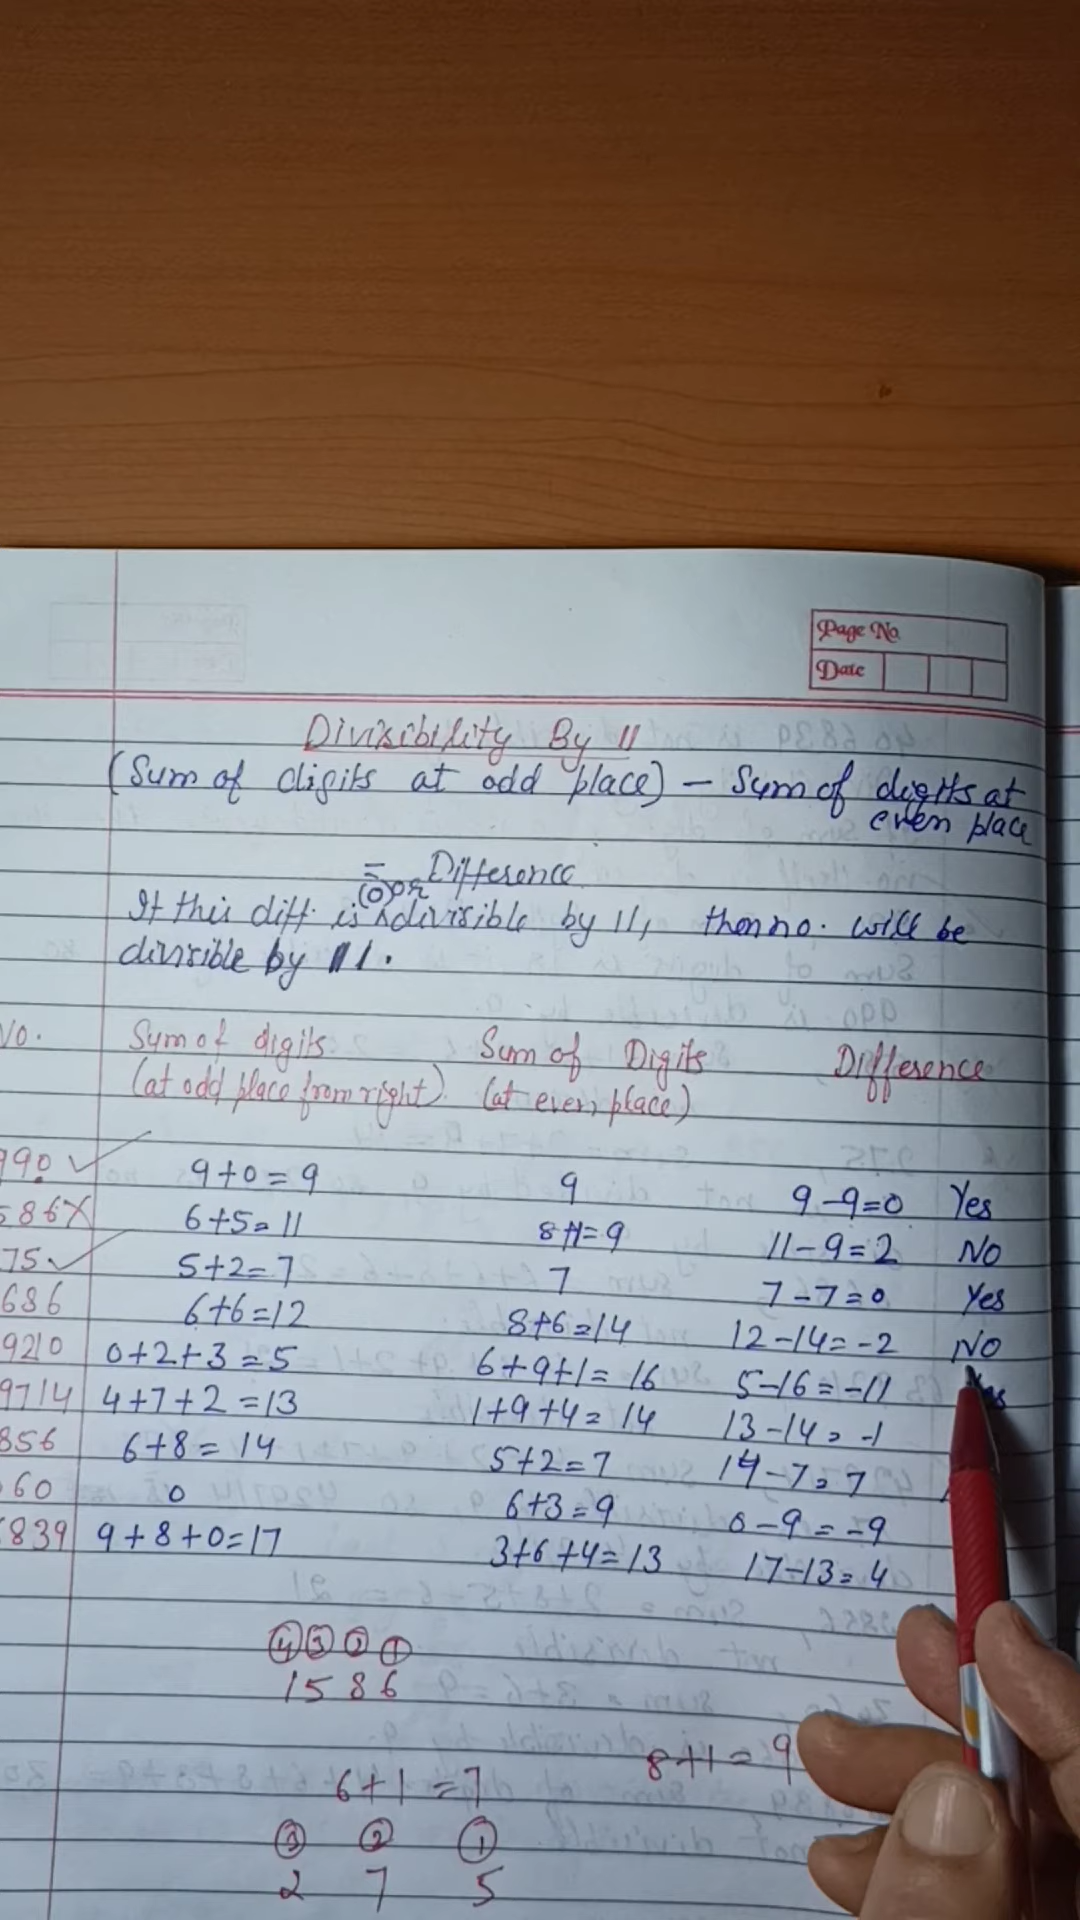 Page No.
Date
Divisibility By 11
(Sum of digits at odd place) - Sum of digits at
even place
= Difference
(0) or
If this diff. is divisible by 11, then no. will be
divisible by 11.
No. Sum of digits Sum of Digits Difference
(at odd place from right) (at even place)
990 ✓ 9+0=9 9 9-9=0 Yes
586X 6+5=11 8+1=9 11-9=2 NO
75 ✓ 5+2=7 7 7-7=0 Yes
686 6+6=12 8+6=14 12-14=-2 NO
9210 0+2+3=5 6+9+1=16 5-16=-11 Yes
9714 4+7+2=13 1+9+4=14 13-14=-1
856 6+8=14 5+2=7 14-7=7
60 0 6+3=9 0-9=-9
839 9+8+0=17 3+6+4=13 17-13=4
④ ③ ② ①
1 5 8 6
8+1=9
6+1=7
③ ② ①
2 7 5